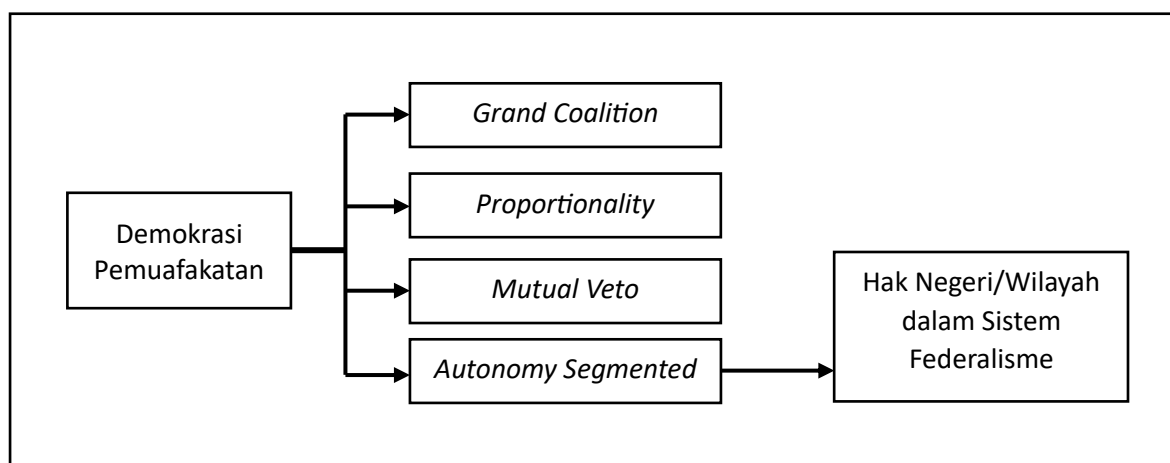 Grand Coalition
Proportionality
Demokrasi
Pemuafakatan
Mutual Veto
Autonomy Segmented
Hak Negeri/Wilayah
dalam Sistem
Federalisme